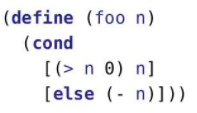 (define (foo n)
  (cond
    [(> n 0) n]
    [else (- n)]))